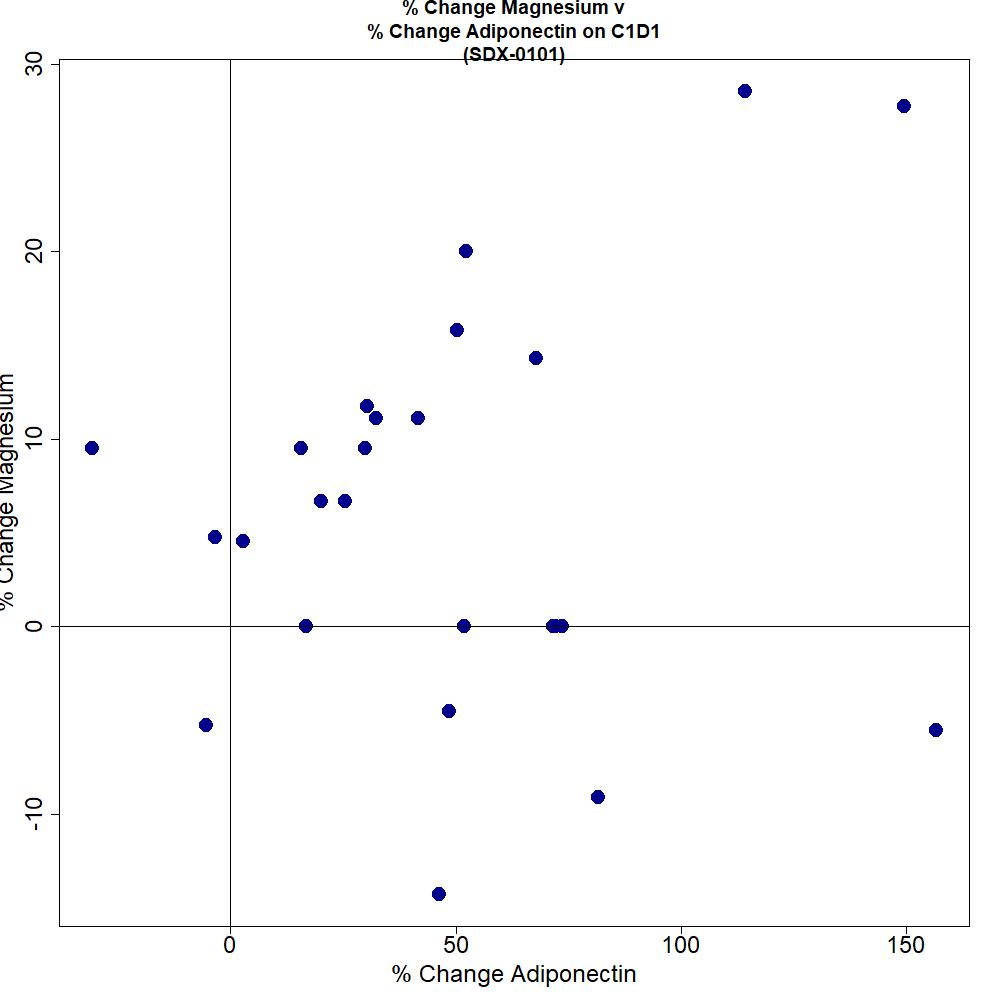 % Change Magnesium v
% Change Adiponectin on C1D1
(SDX-0101)
30
20
10
0
-10
% Change Magnesium
0
50
100
150
% Change Adiponectin